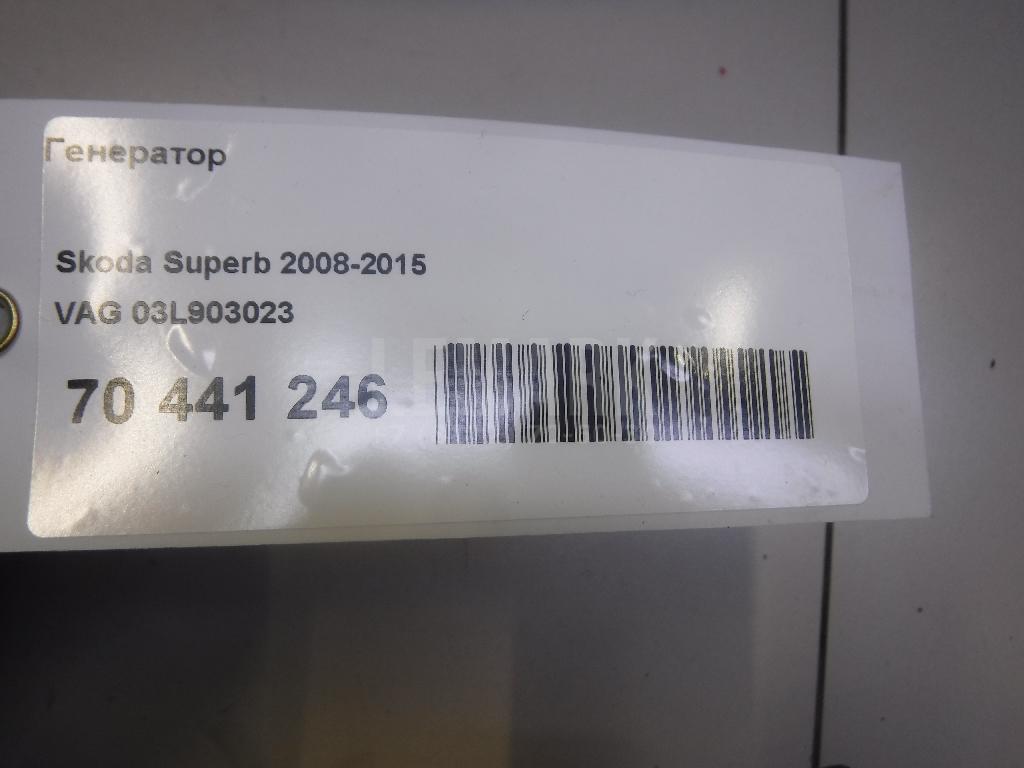 Генератор
Skoda Superb 2008-2015
VAG 03L903023
70 441 246